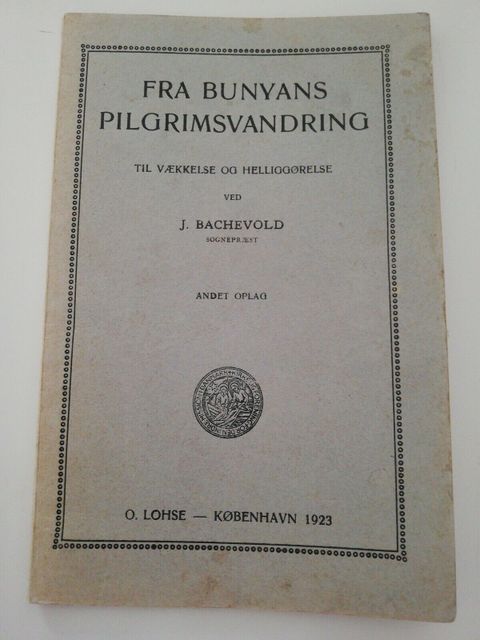 FRA BUNYANS
PILGRIMSVANDRING
TIL VÆKKELSE OG HELLIGGØRELSE
VED
J. BACHEVOLD
SOGNEPRÆST
ANDET OPLAG
O. LOHSE — KØBENHAVN 1923